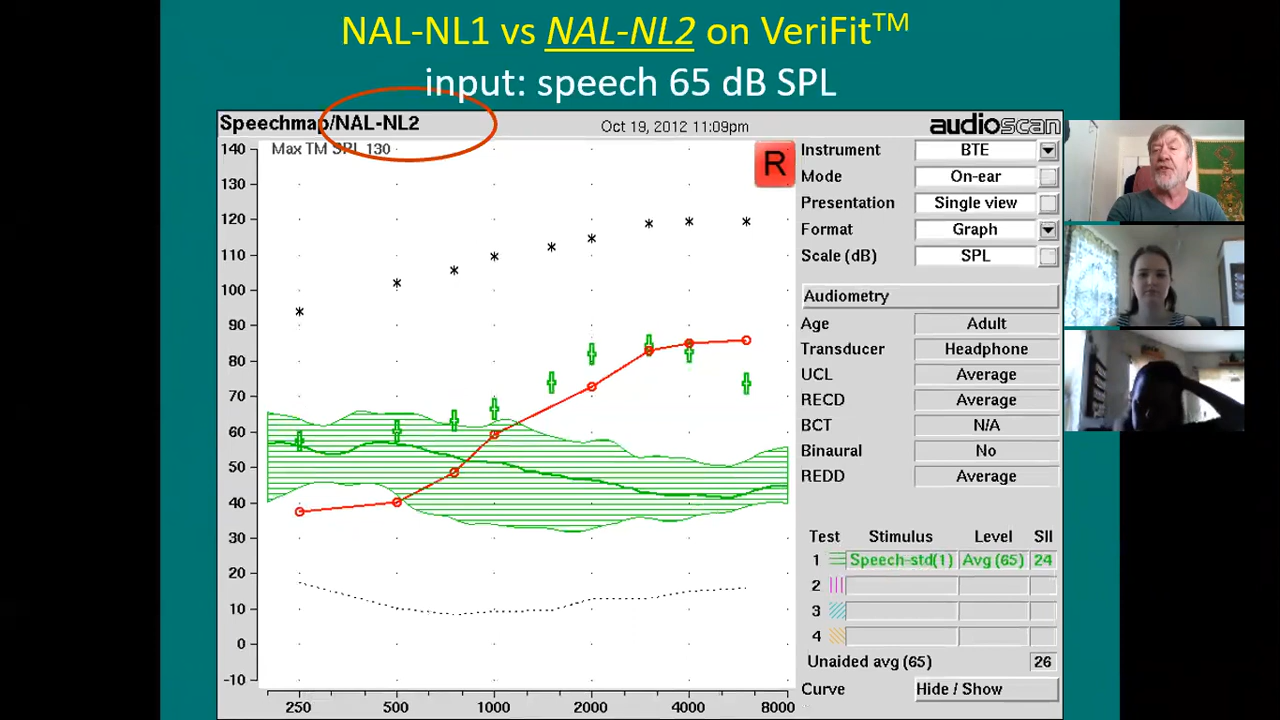 NAL-NL1 vs NAL-NL2 on VeriFit™
input: speech 65 dB SPL
Speechmap/NAL-NL2
Oct 19, 2012 11:09pm
audioscan
Max TM SPL 130
R
140
130
120
110
100
90
80
70
60
50
40
30
20
10
0
-10
250
500
1000
2000
4000
8000
Instrument BTE
Mode On-ear
Presentation Single view
Format Graph
Scale (dB) SPL
Audiometry
Age Adult
Transducer Headphone
UCL Average
RECD Average
BCT N/A
Binaural No
REDD Average
Test Stimulus Level SII
1 Speech-std(1) Avg (65) 24
2
3
4
Unaided avg (65) 26
Curve Hide / Show